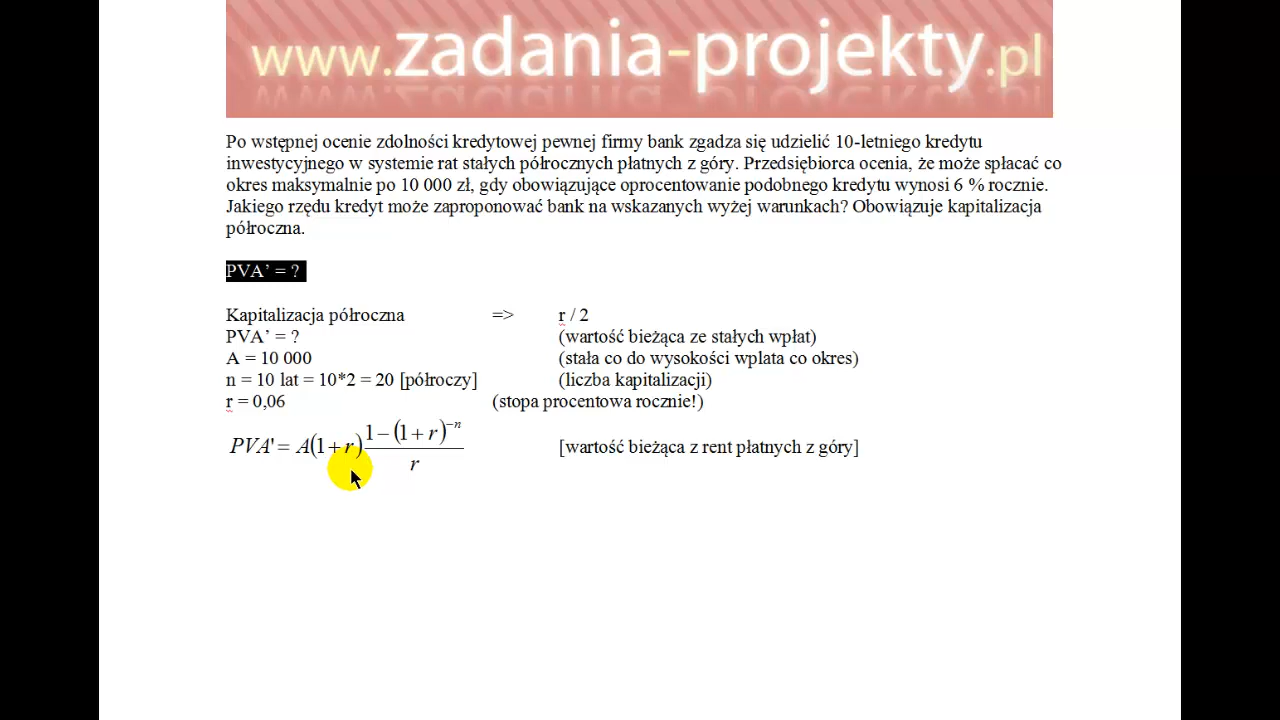 www.zadania-projekty.pl
Po wstępnej ocenie zdolności kredytowej pewnej firmy bank zgadza się udzielić 10-letniego kredytu
inwestycyjnego w systemie rat stałych półrocznych płatnych z góry. Przedsiębiorca ocenia, że może spłacać co
okres maksymalnie po 10 000 zł, gdy obowiązujące oprocentowanie podobnego kredytu wynosi 6 % rocznie.
Jakiego rzędu kredyt może zaproponować bank na wskazanych wyżej warunkach? Obowiązuje kapitalizacja
półroczna.
PVA’ = ?
Kapitalizacja półroczna => r / 2
PVA’ = ? (wartość bieżąca ze stałych wpłat)
A = 10 000 (stała co do wysokości wplata co okres)
n = 10 lat = 10*2 = 20 [półroczy] (liczba kapitalizacji)
r = 0,06 (stopa procentowa rocznie!)
PVA' = A(1+r) 1−(1+r)^−n / r [wartość bieżąca z rent płatnych z góry]